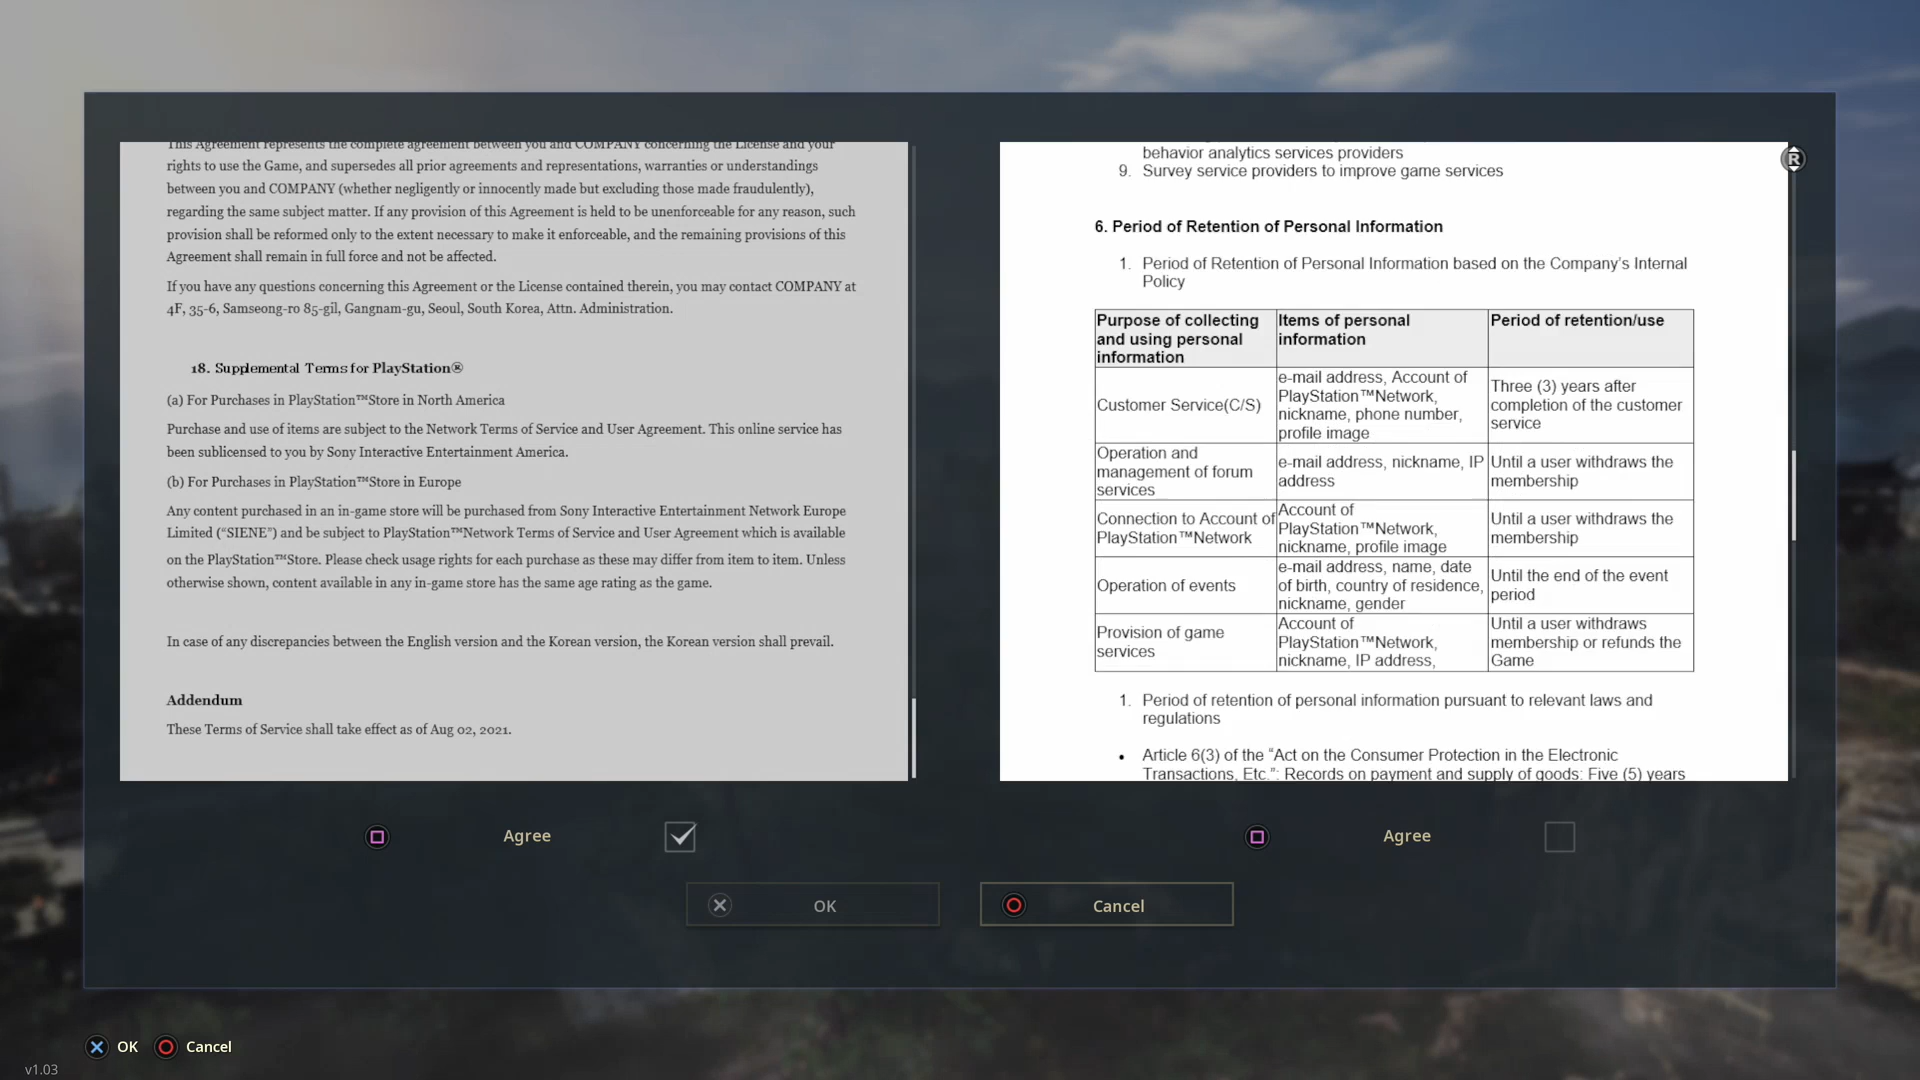 This Agreement represents the complete agreement between you and COMPANY concerning the License and your
rights to use the Game, and supersedes all prior agreements and representations, warranties or understandings
between you and COMPANY (whether negligently or innocently made but excluding those made fraudulently),
regarding the same subject matter. If any provision of this Agreement is held to be unenforceable for any reason, such
provision shall be reformed only to the extent necessary to make it enforceable, and the remaining provisions of this
Agreement shall remain in full force and not be affected.
If you have any questions concerning this Agreement or the License contained therein, you may contact COMPANY at
4F, 35-6, Samseong-ro 85-gil, Gangnam-gu, Seoul, South Korea, Attn. Administration.
18. Supplemental Terms for PlayStation®
(a) For Purchases in PlayStation™Store in North America
Purchase and use of items are subject to the Network Terms of Service and User Agreement. This online service has
been sublicensed to you by Sony Interactive Entertainment America.
(b) For Purchases in PlayStation™Store in Europe
Any content purchased in an in-game store will be purchased from Sony Interactive Entertainment Network Europe
Limited (“SIENE”) and be subject to PlayStation™Network Terms of Service and User Agreement which is available
on the PlayStation™Store. Please check usage rights for each purchase as these may differ from item to item. Unless
otherwise shown, content available in any in-game store has the same age rating as the game.
In case of any discrepancies between the English version and the Korean version, the Korean version shall prevail.
Addendum
These Terms of Service shall take effect as of Aug 02, 2021.
behavior analytics services providers
9. Survey service providers to improve game services
R
6. Period of Retention of Personal Information
1. Period of Retention of Personal Information based on the Company’s Internal
Policy
Purpose of collecting
and using personal
information
Items of personal
information
Period of retention/use
Customer Service(C/S)
e-mail address, Account of
PlayStation™Network,
nickname, phone number,
profile image
Three (3) years after
completion of the customer
service
Operation and
management of forum
services
e-mail address, nickname, IP
address
Until a user withdraws the
membership
Connection to Account of
PlayStation™Network
Account of
PlayStation™Network,
nickname, profile image
Until a user withdraws the
membership
Operation of events
e-mail address, name, date
of birth, country of residence,
nickname, gender
Until the end of the event
period
Provision of game
services
Account of
PlayStation™Network,
nickname, IP address,
Until a user withdraws
membership or refunds the
Game
1. Period of retention of personal information pursuant to relevant laws and
regulations
• Article 6(3) of the “Act on the Consumer Protection in the Electronic
Transactions, Etc.”: Records on payment and supply of goods: Five (5) years
Agree
Agree
OK
Cancel
OK
Cancel
v1.03